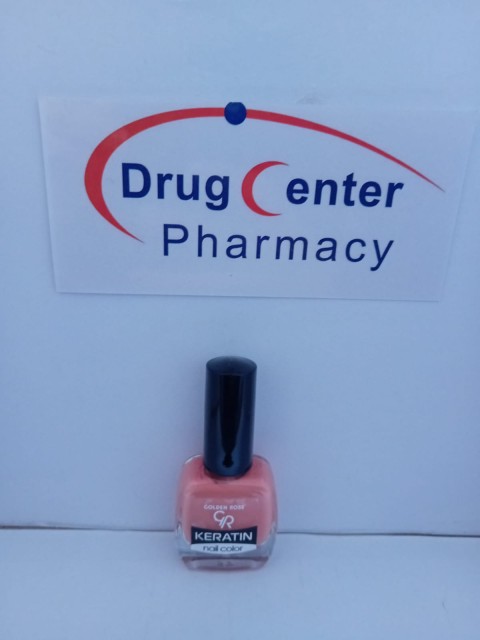 Drug Center
Pharmacy
GOLDEN ROSE
GR
KERATIN
nail color